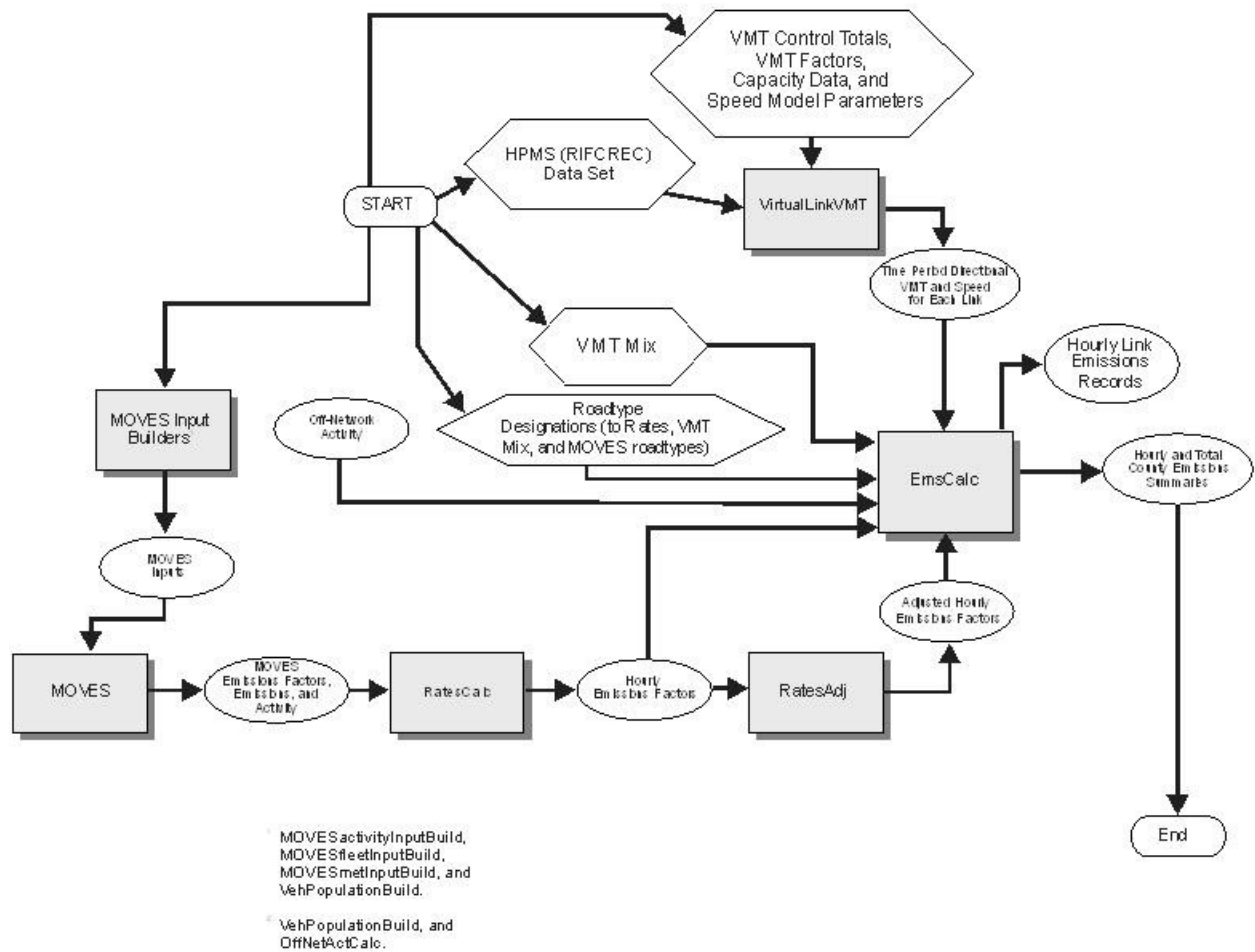 VMT Control Totals,
VMT Factors,
Capacity Data, and
Speed Model Parameters
HPMS (RIFCREC)
Data Set
START
VirtualLinkVMT
Time Period Directional
VMT and Speed
for Each Link
VMT Mix
Hourly Link
Emissions
Records
MOVES Input
Builders
Off-Network
Activity
Roadtype
Designations (to Rates, VMT
Mix, and MOVES roadtypes)
EmsCalc
Hourly and Total
County Emissions
Summaries
MOVES
Inputs
Adjusted Hourly
Emissions Factors
MOVES
MOVES
Emissions Factors,
Emissions, and
Activity
RatesCalc
Hourly
Emissions Factors
RatesAdj
End
MOVESactivityInputBuild,
MOVESfleetInputBuild,
MOVESmetInputBuild, and
VehPopulationBuild.
VehPopulationBuild, and
OffNetActCalc.